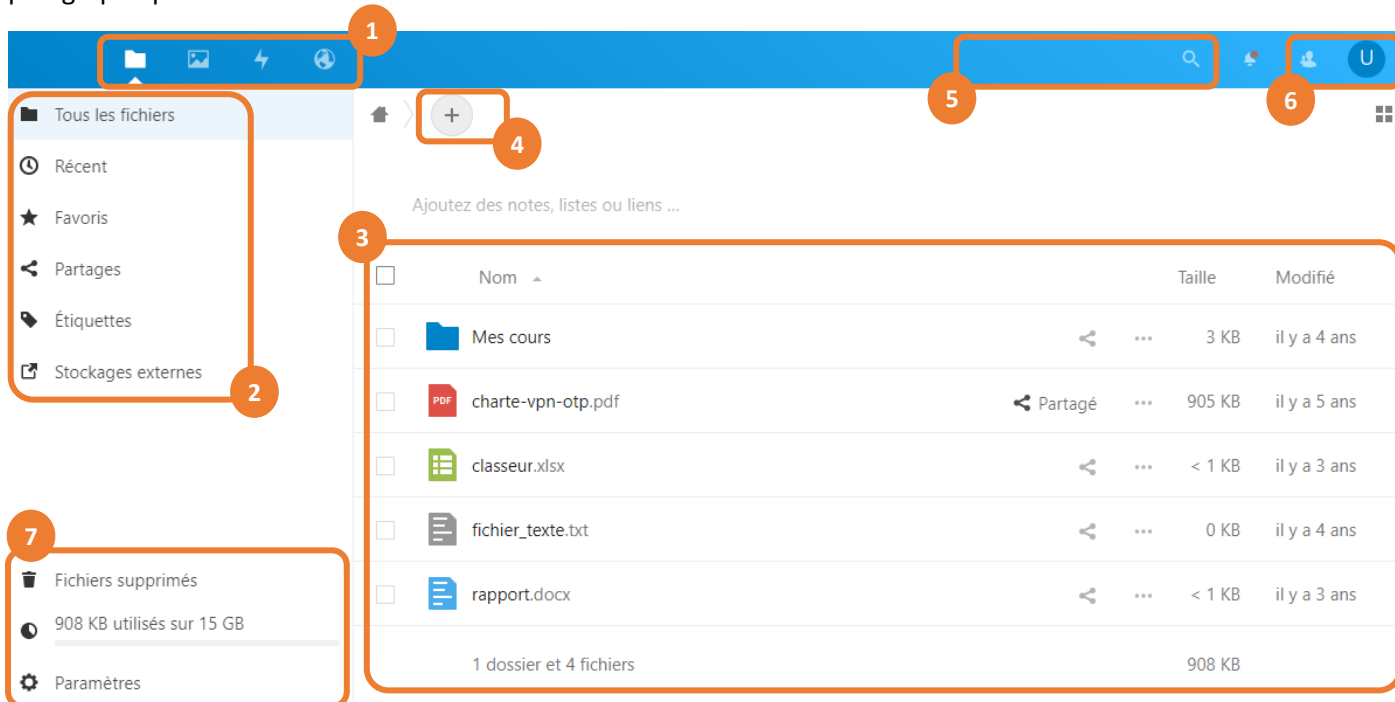 1
U
5
6
Tous les fichiers
4
Récent
Ajoutez des notes, listes ou liens ...
Favoris
3
Partages
Nom
Taille
Modifié
Étiquettes
Mes cours
3 KB
il y a 4 ans
Stockages externes
2
PDF
charte-vpn-otp.pdf
Partagé
905 KB
il y a 5 ans
classeur.xlsx
< 1 KB
il y a 3 ans
7
fichier_texte.txt
0 KB
il y a 4 ans
Fichiers supprimés
rapport.docx
< 1 KB
il y a 3 ans
908 KB utilisés sur 15 GB
1 dossier et 4 fichiers
908 KB
Paramètres